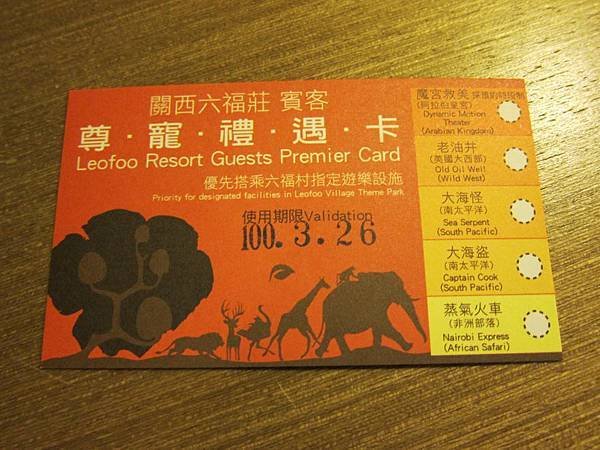 關西六福莊 賓客
尊·寵·禮·遇·卡
Leofoo Resort Guests Premier Card
優先搭乘六福村指定遊樂設施
Priority for designated facilities in Leofoo Village Theme Park
使用期限Validation
100.3.26
魔宮救美
(阿拉伯皇宮)
Dynamic Motion
Theater
(Arabian Kingdom)
老油井
(美國大西部)
Old Oil Well
(Wild West)
大海怪
(南太平洋)
Sea Serpent
(South Pacific)
大海盜
(南太平洋)
Captain Cook
(South Pacific)
蒸氣火車
(非洲部落)
Nairobi Express
(African Safari)